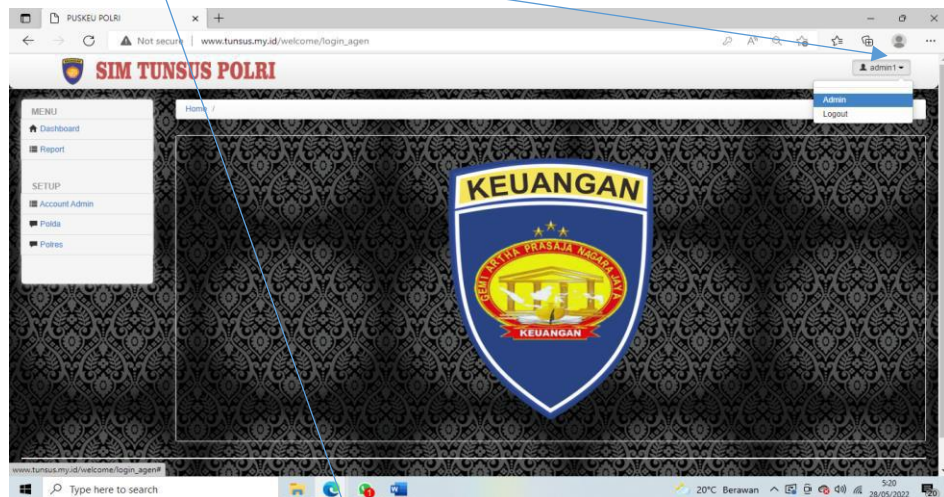 PUSKEU POLRI
Not secure | www.tunsus.my.id/welcome/login_agen
SIM TUNSUS POLRI
admin1
Admin
Logout
MENU
Dashboard
Report
SETUP
Account Admin
Polda
Polres
Home /
KEUANGAN
GEMI ARTHA PRASAJA NAGARA JAYA
KEUANGAN
www.tunsus.my.id/welcome/login_agen#
Type here to search
20°C Berawan
5:20
28/05/2022